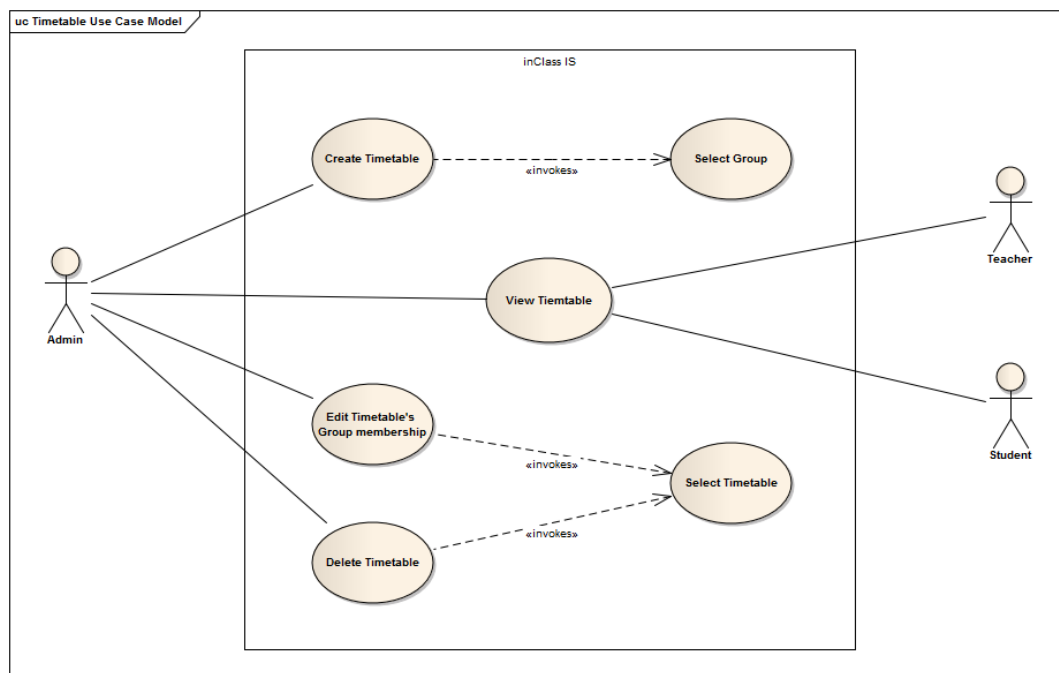 uc Timetable Use Case Model
inClass IS
Create Timetable
«invokes»
Select Group
Teacher
View Tiemtable
Admin
Edit Timetable's
Group membership
«invokes»
Select Timetable
Student
«invokes»
Delete Timetable